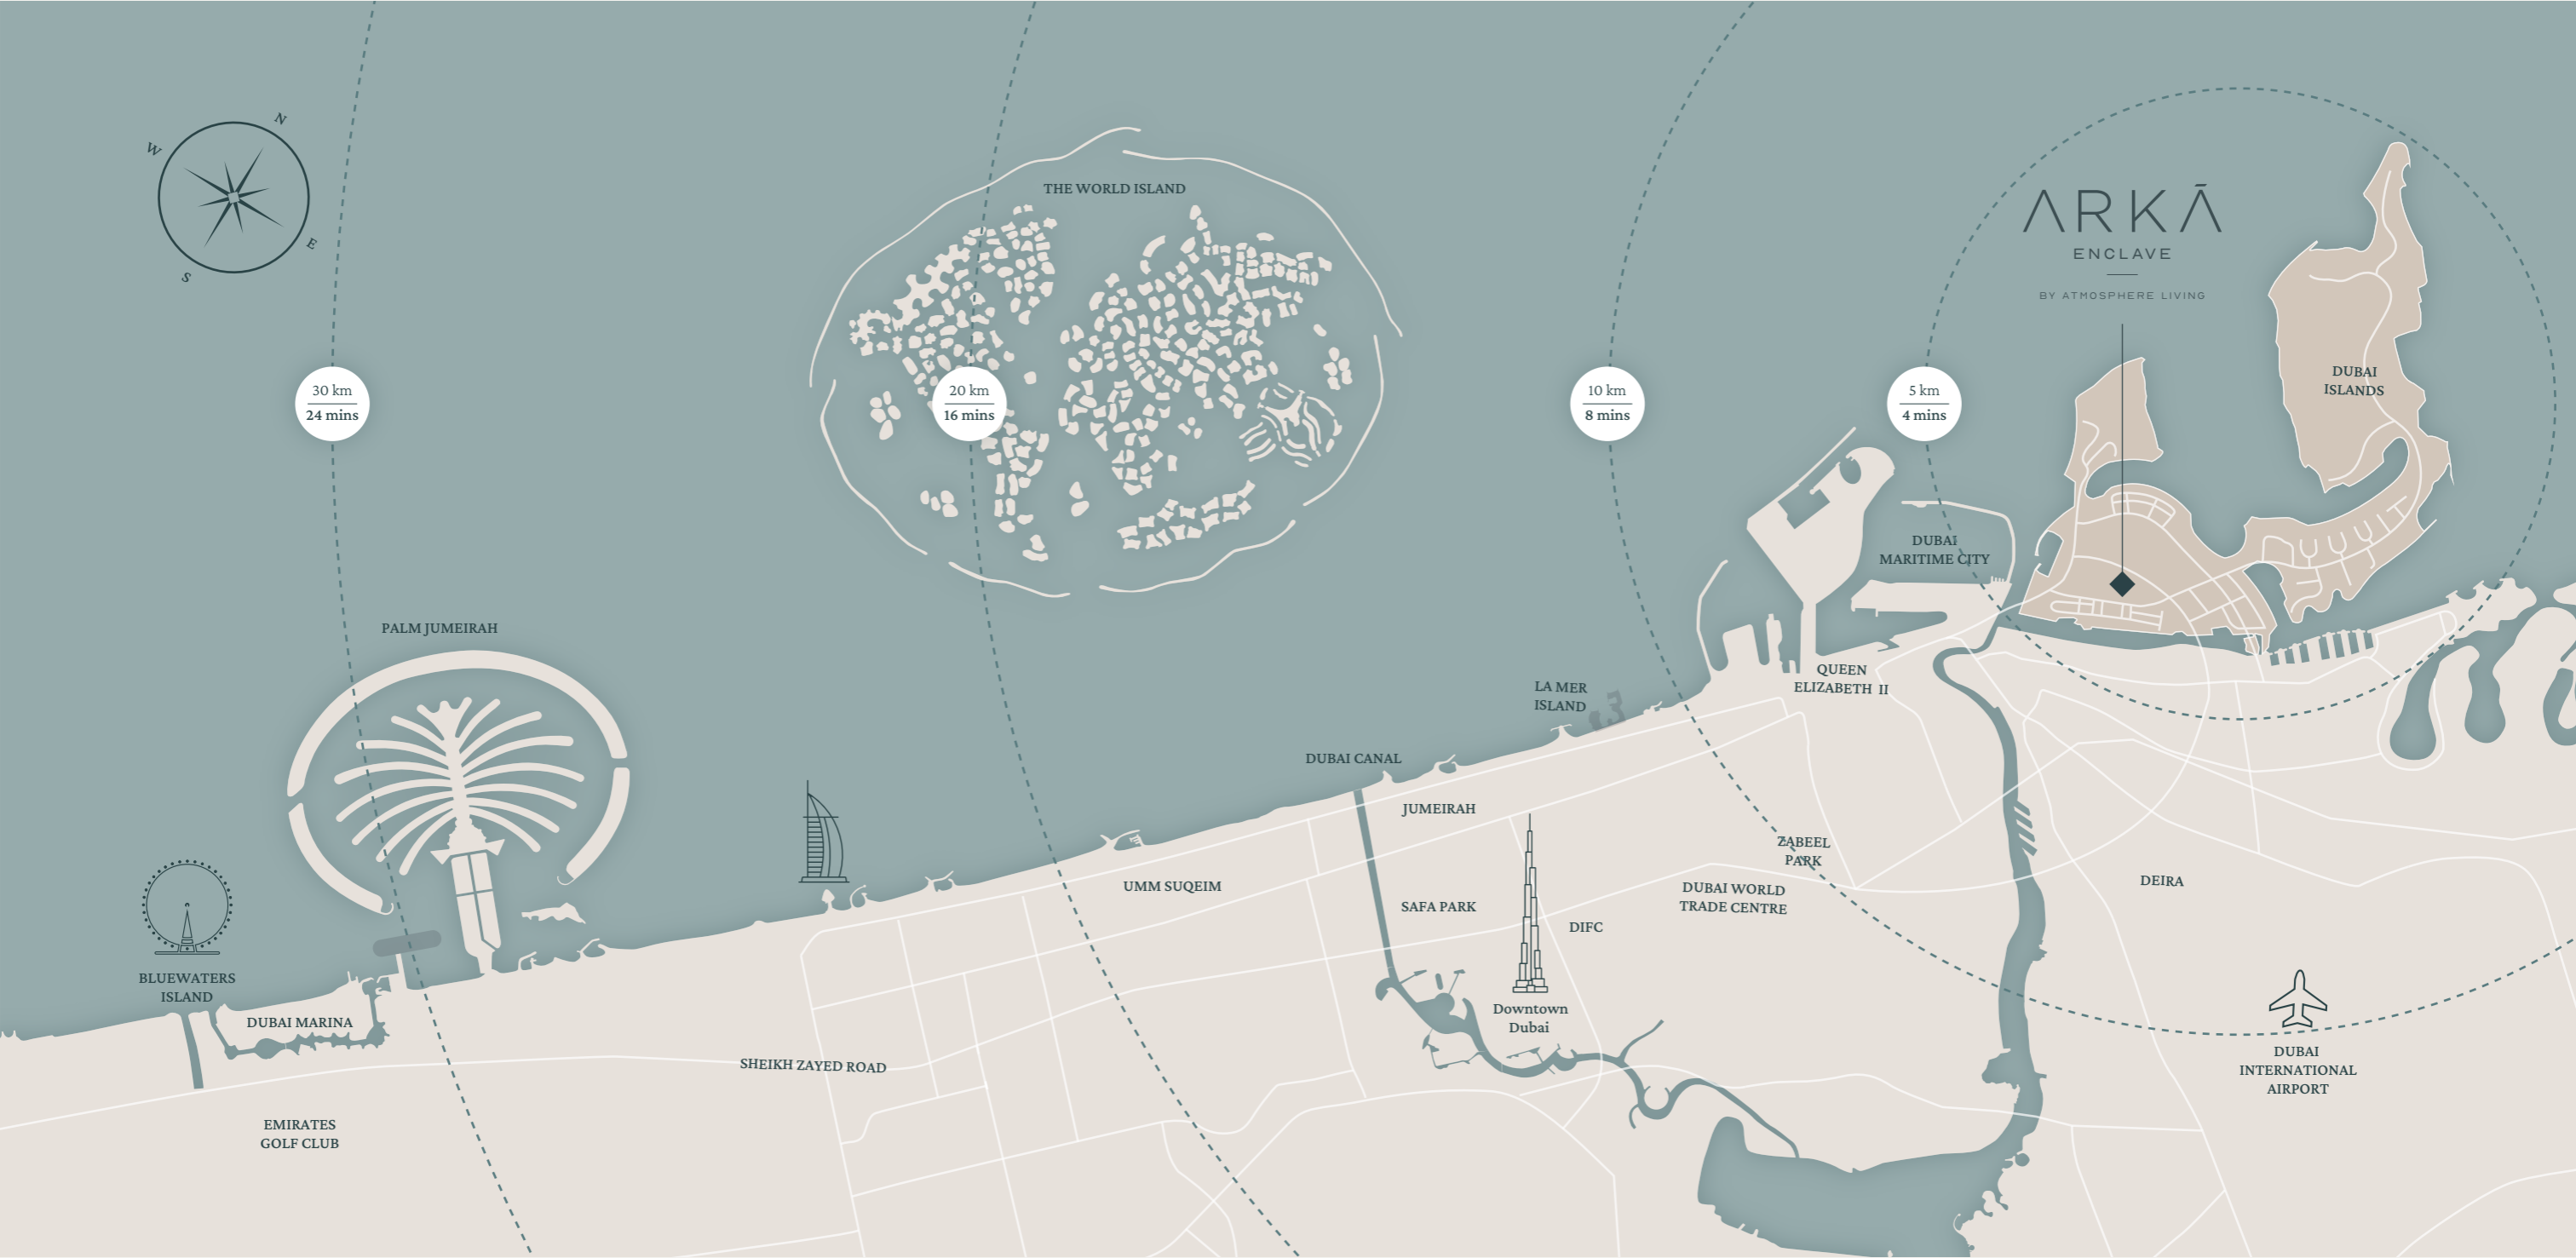 N
W
E
S
THE WORLD ISLAND
ARKĀ
ENCLAVE
BY ATMOSPHERE LIVING
DUBAI
ISLANDS
30 km
24 mins
20 km
16 mins
10 km
8 mins
5 km
4 mins
DUBAI
MARITIME CITY
PALM JUMEIRAH
QUEEN
ELIZABETH II
LA MER
ISLAND
DUBAI CANAL
JUMEIRAH
ZABEEL
PARK
UMM SUQEIM
DUBAI WORLD
TRADE CENTRE
DEIRA
SAFA PARK
DIFC
BLUEWATERS
ISLAND
DUBAI MARINA
Downtown
Dubai
SHEIKH ZAYED ROAD
DUBAI
INTERNATIONAL
AIRPORT
EMIRATES
GOLF CLUB